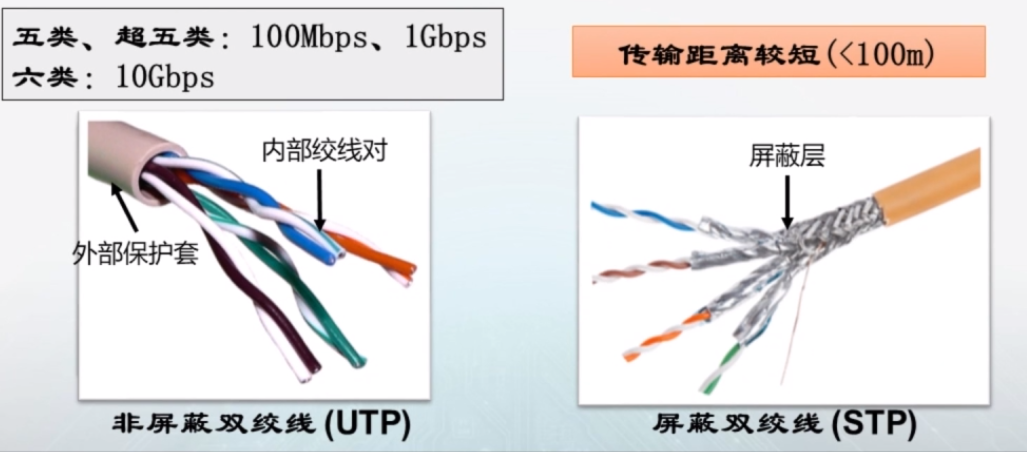 五类、超五类：100Mbps、1Gbps
六类：10Gbps
传输距离较短(<100m)
内部绞线对
外部保护套
屏蔽层
非屏蔽双绞线(UTP)
屏蔽双绞线(STP)